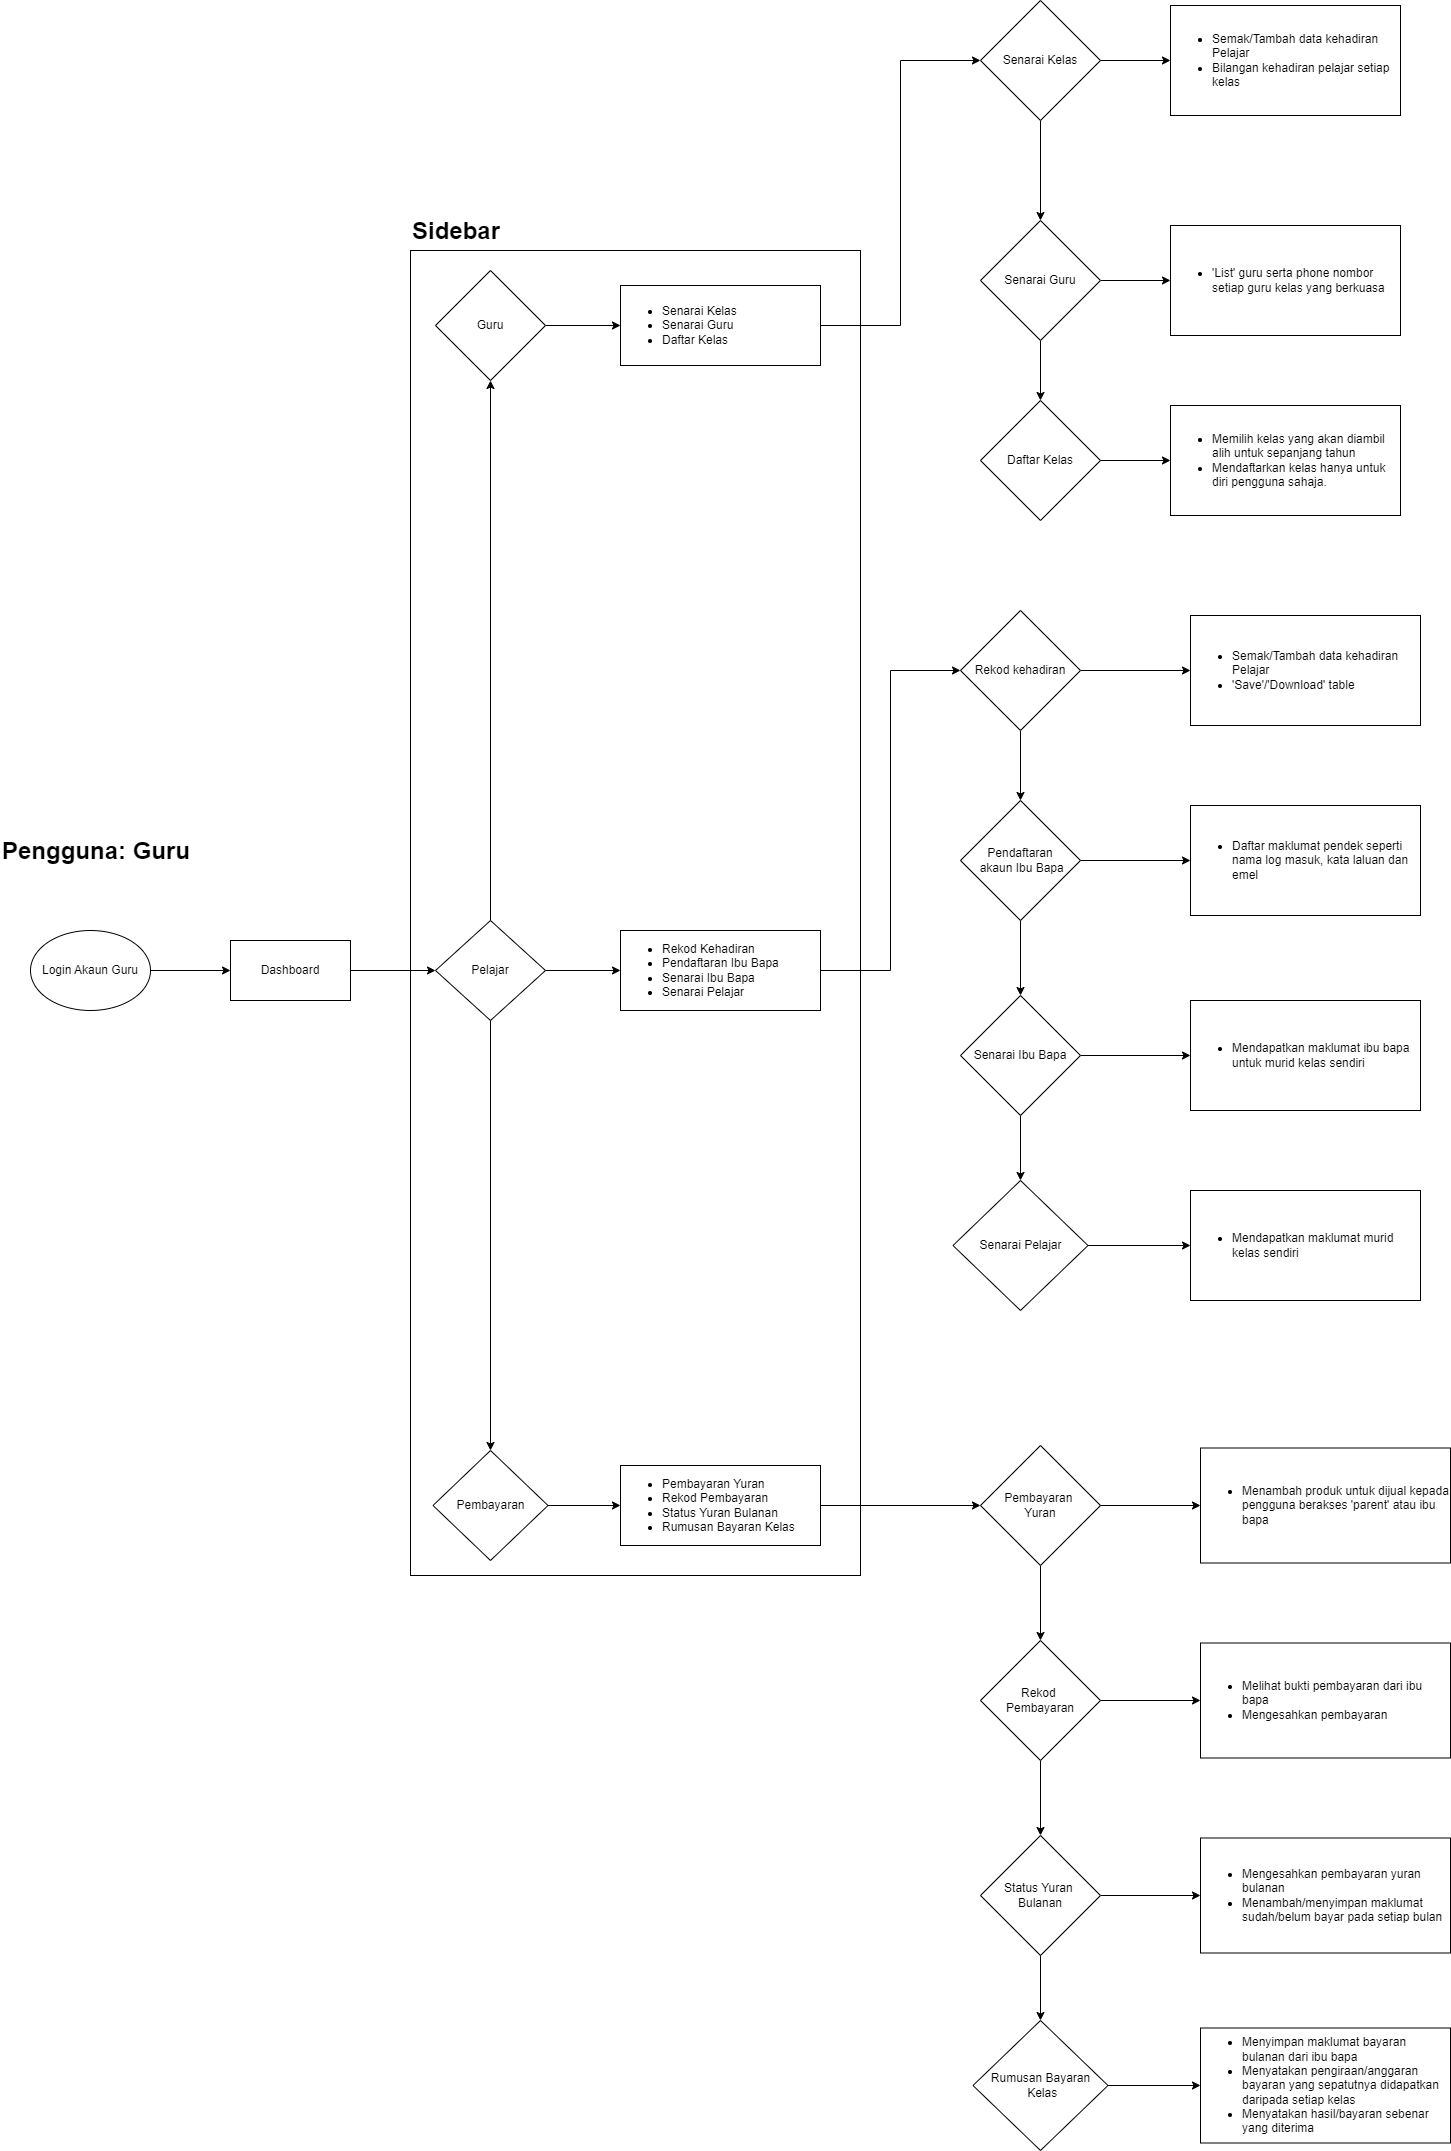 Senarai Kelas
• Semak/Tambah data kehadiran
Pelajar
• Bilangan kehadiran pelajar setiap
kelas
Sidebar
Guru
• Senarai Kelas
• Senarai Guru
• Daftar Kelas
Senarai Guru
• 'List' guru serta phone nombor
setiap guru kelas yang berkuasa
Daftar Kelas
• Memilih kelas yang akan diambil
alih untuk sepanjang tahun
• Mendaftarkan kelas hanya untuk
diri pengguna sahaja.
Rekod kehadiran
• Semak/Tambah data kehadiran
Pelajar
• 'Save'/'Download' table
Pengguna: Guru
Pendaftaran
akaun Ibu Bapa
• Daftar maklumat pendek seperti
nama log masuk, kata laluan dan
emel
Login Akaun Guru
Dashboard
Pelajar
• Rekod Kehadiran
• Pendaftaran Ibu Bapa
• Senarai Ibu Bapa
• Senarai Pelajar
Senarai Ibu Bapa
• Mendapatkan maklumat ibu bapa
untuk murid kelas sendiri
Senarai Pelajar
• Mendapatkan maklumat murid
kelas sendiri
Pembayaran
• Pembayaran Yuran
• Rekod Pembayaran
• Status Yuran Bulanan
• Rumusan Bayaran Kelas
Pembayaran
Yuran
• Menambah produk untuk dijual kepada
pengguna berakses 'parent' atau ibu
bapa
Rekod
Pembayaran
• Melihat bukti pembayaran dari ibu
bapa
• Mengesahkan pembayaran
Status Yuran
Bulanan
• Mengesahkan pembayaran yuran
bulanan
• Menambah/menyimpan maklumat
sudah/belum bayar pada setiap bulan
Rumusan Bayaran
Kelas
• Menyimpan maklumat bayaran
bulanan dari ibu bapa
• Menyatakan pengiraan/anggaran
bayaran yang sepatutnya didapatkan
daripada setiap kelas
• Menyatakan hasil/bayaran sebenar
yang diterima